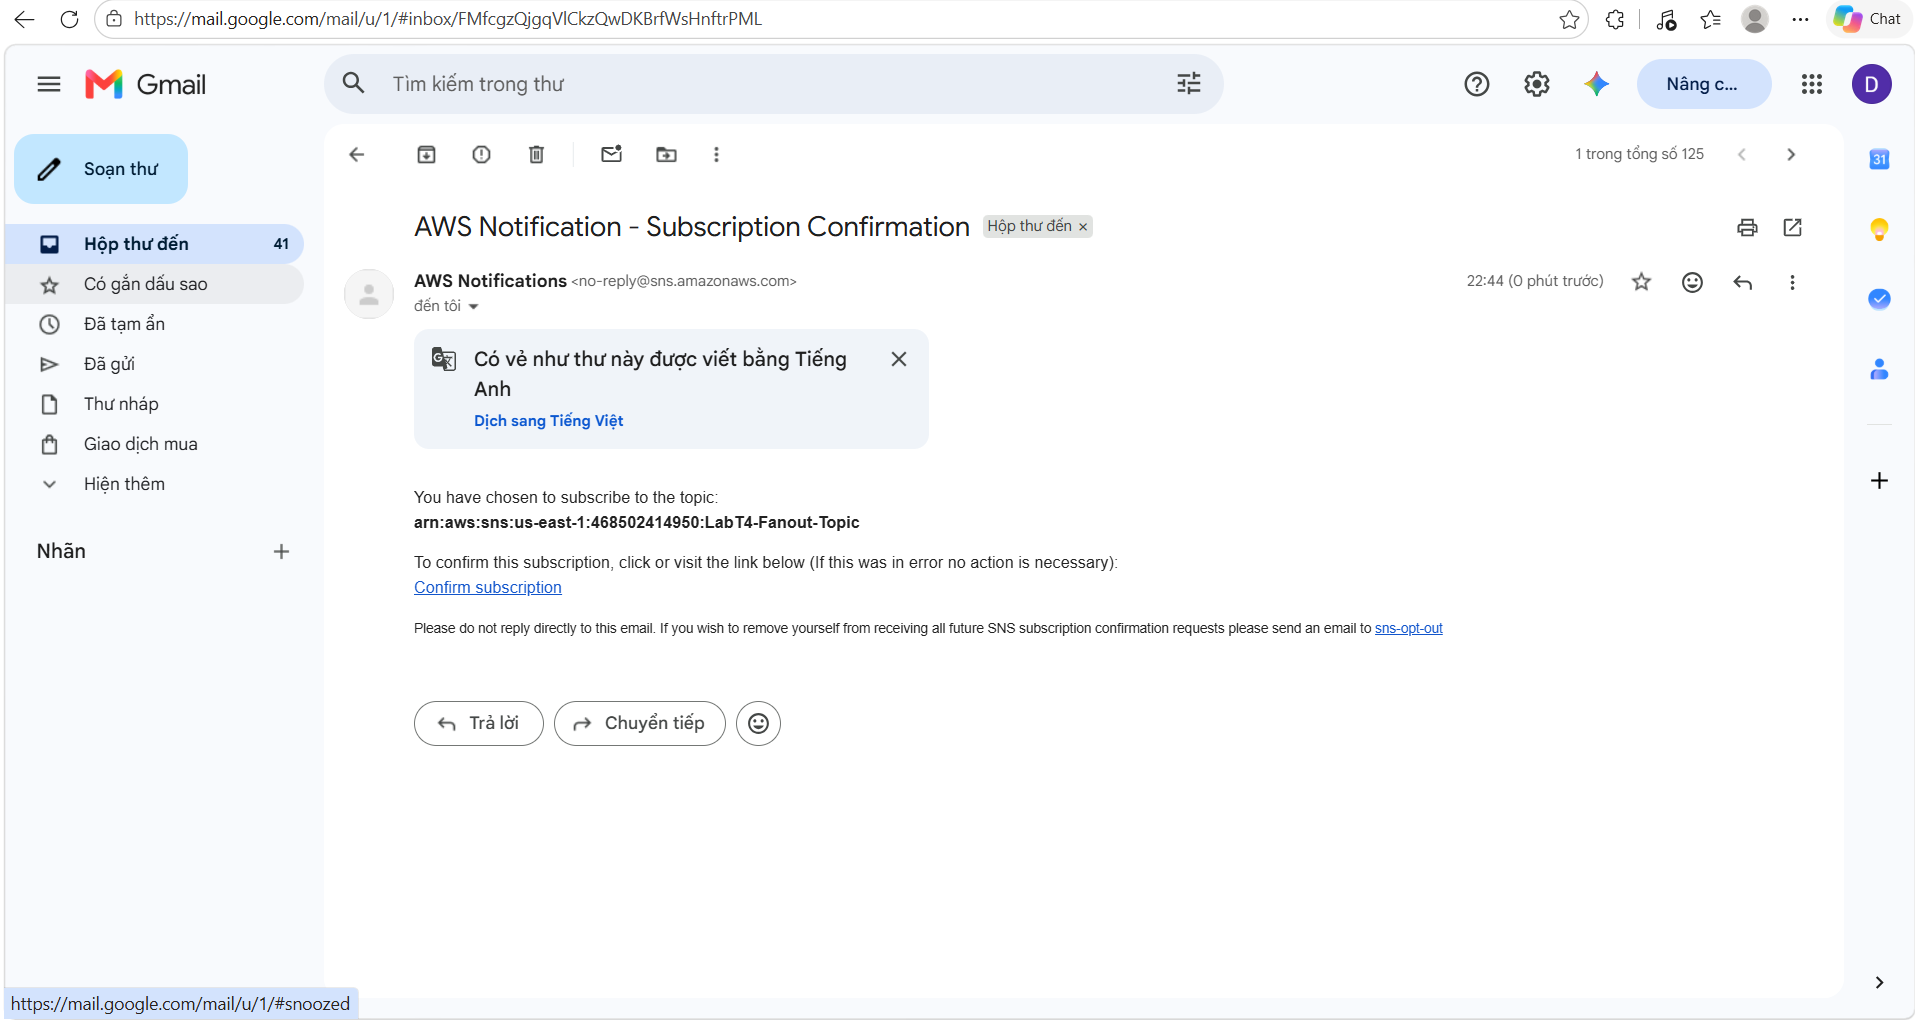 https://mail.google.com/mail/u/1/#inbox/FMfcgzQjgqVlCkzQwDKBrfWsHnftrPML
Chat
Gmail
Tìm kiếm trong thư
Nâng c...
D
Soạn thư
1 trong tổng số 125
31
AWS Notification - Subscription Confirmation
Hộp thư đến ×
Hộp thư đến 41
Có gắn dấu sao
Đã tạm ẩn
Đã gửi
Thư nháp
Giao dịch mua
Hiện thêm
Nhãn
AWS Notifications <no-reply@sns.amazonaws.com>
22:44 (0 phút trước)
đến tôi
Có vẻ như thư này được viết bằng Tiếng
Anh
Dịch sang Tiếng Việt
You have chosen to subscribe to the topic:
arn:aws:sns:us-east-1:468502414950:LabT4-Fanout-Topic
To confirm this subscription, click or visit the link below (If this was in error no action is necessary):
Confirm subscription
Please do not reply directly to this email. If you wish to remove yourself from receiving all future SNS subscription confirmation requests please send an email to sns-opt-out
Trả lời
Chuyển tiếp
https://mail.google.com/mail/u/1/#snoozed